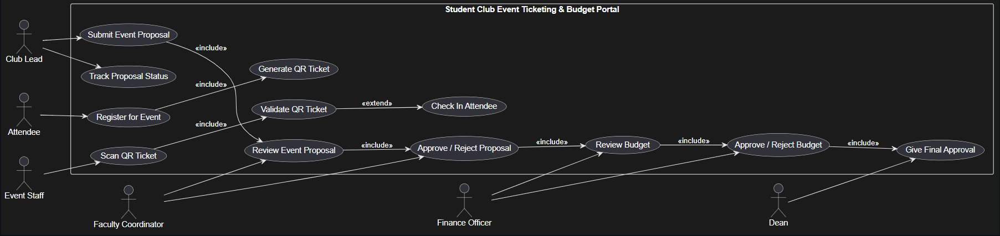 Student Club Event Ticketing & Budget Portal
Club Lead
Submit Event Proposal
«include»
Track Proposal Status
Generate QR Ticket
«include»
Attendee
Register for Event
Validate QR Ticket
«extend»
Check In Attendee
«include»
Event Staff
Scan QR Ticket
Review Event Proposal
«include»
Approve / Reject Proposal
«include»
Review Budget
«include»
Approve / Reject Budget
«include»
Give Final Approval
Faculty Coordinator
Finance Officer
Dean